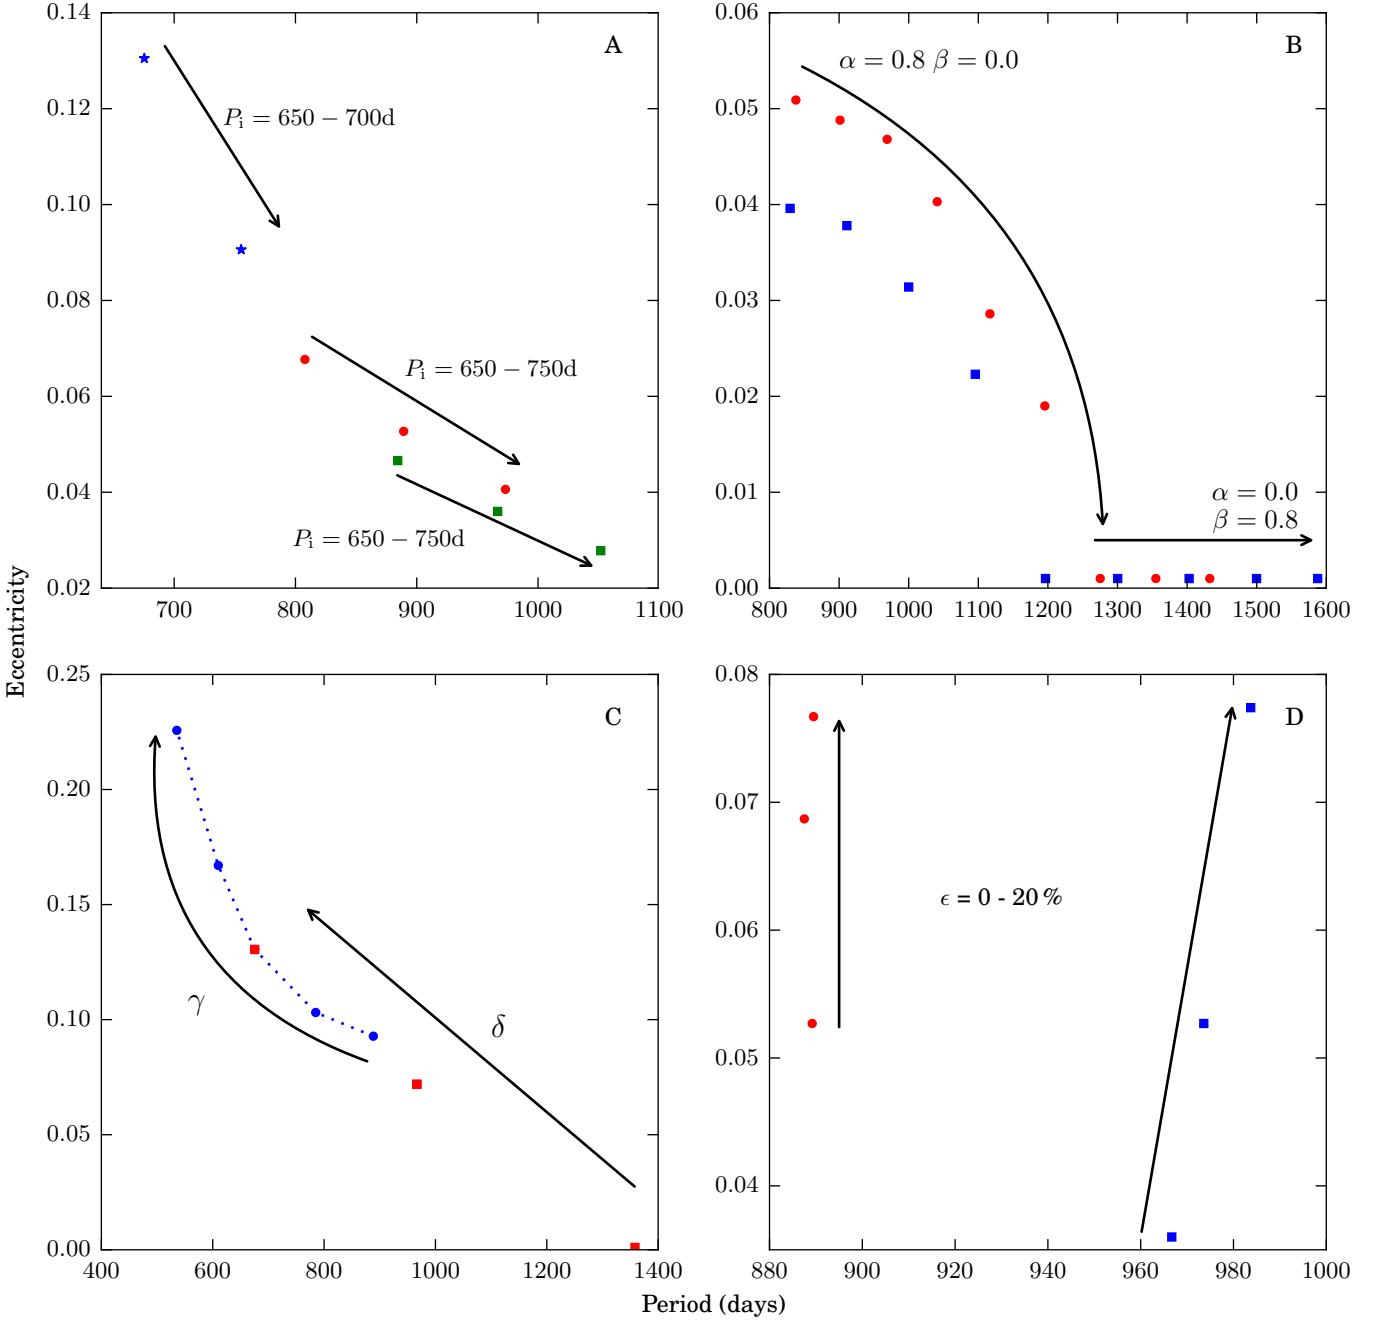 0.14
0.12
0.10
0.08
0.06
0.04
0.02
700 800 900 1000 1100
A
P_i = 650 − 700d
P_i = 650 − 750d
P_i = 650 − 750d
0.06
0.05
0.04
0.03
0.02
0.01
0.00
800 900 1000 1100 1200 1300 1400 1500 1600
B
α = 0.8 β = 0.0
α = 0.0
β = 0.8
Eccentricity
0.25
0.20
0.15
0.10
0.05
0.00
400 600 800 1000 1200 1400
C
γ
δ
0.08
0.07
0.06
0.05
0.04
880 900 920 940 960 980 1000
D
ϵ = 0 - 20 %
Period (days)